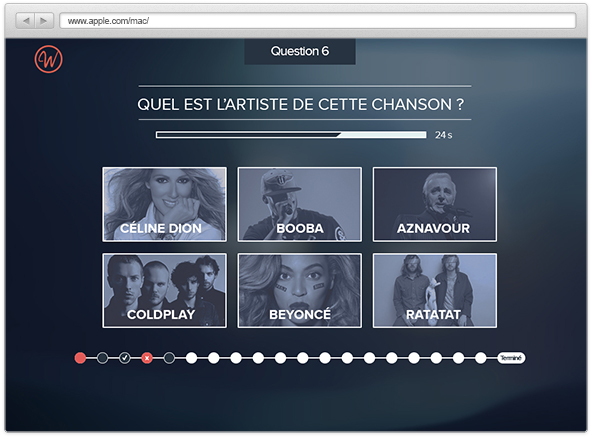 www.apple.com/mac/
W
Question 6
QUEL EST L'ARTISTE DE CETTE CHANSON ?
24 s
CÉLINE DION
BOOBA
AZNAVOUR
COLDPLAY
BEYONCÉ
RATATAT
Terminé